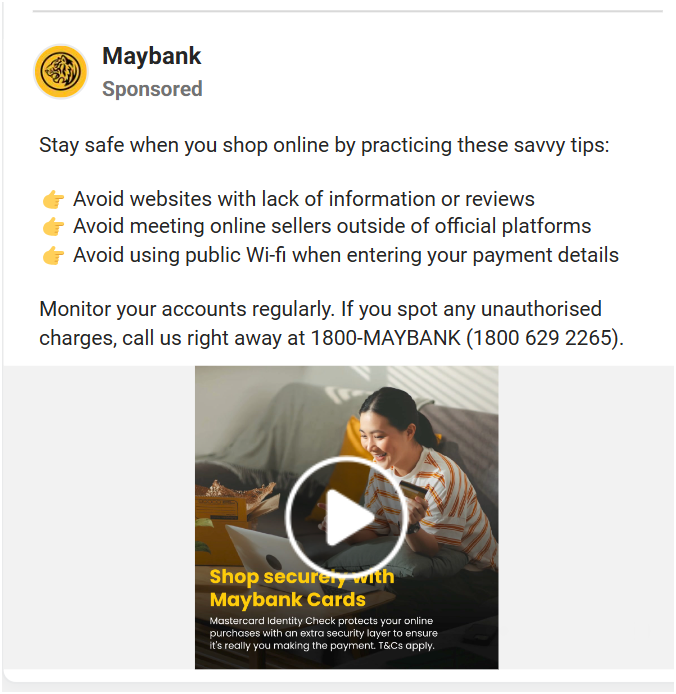 Maybank
Sponsored
Stay safe when you shop online by practicing these savvy tips:
👉 Avoid websites with lack of information or reviews
👉 Avoid meeting online sellers outside of official platforms
👉 Avoid using public Wi-fi when entering your payment details
Monitor your accounts regularly. If you spot any unauthorised
charges, call us right away at 1800-MAYBANK (1800 629 2265).
Shop securely with
Maybank Cards
Mastercard Identity Check protects your online
purchases with an extra security layer to ensure
it's really you making the payment. T&Cs apply.